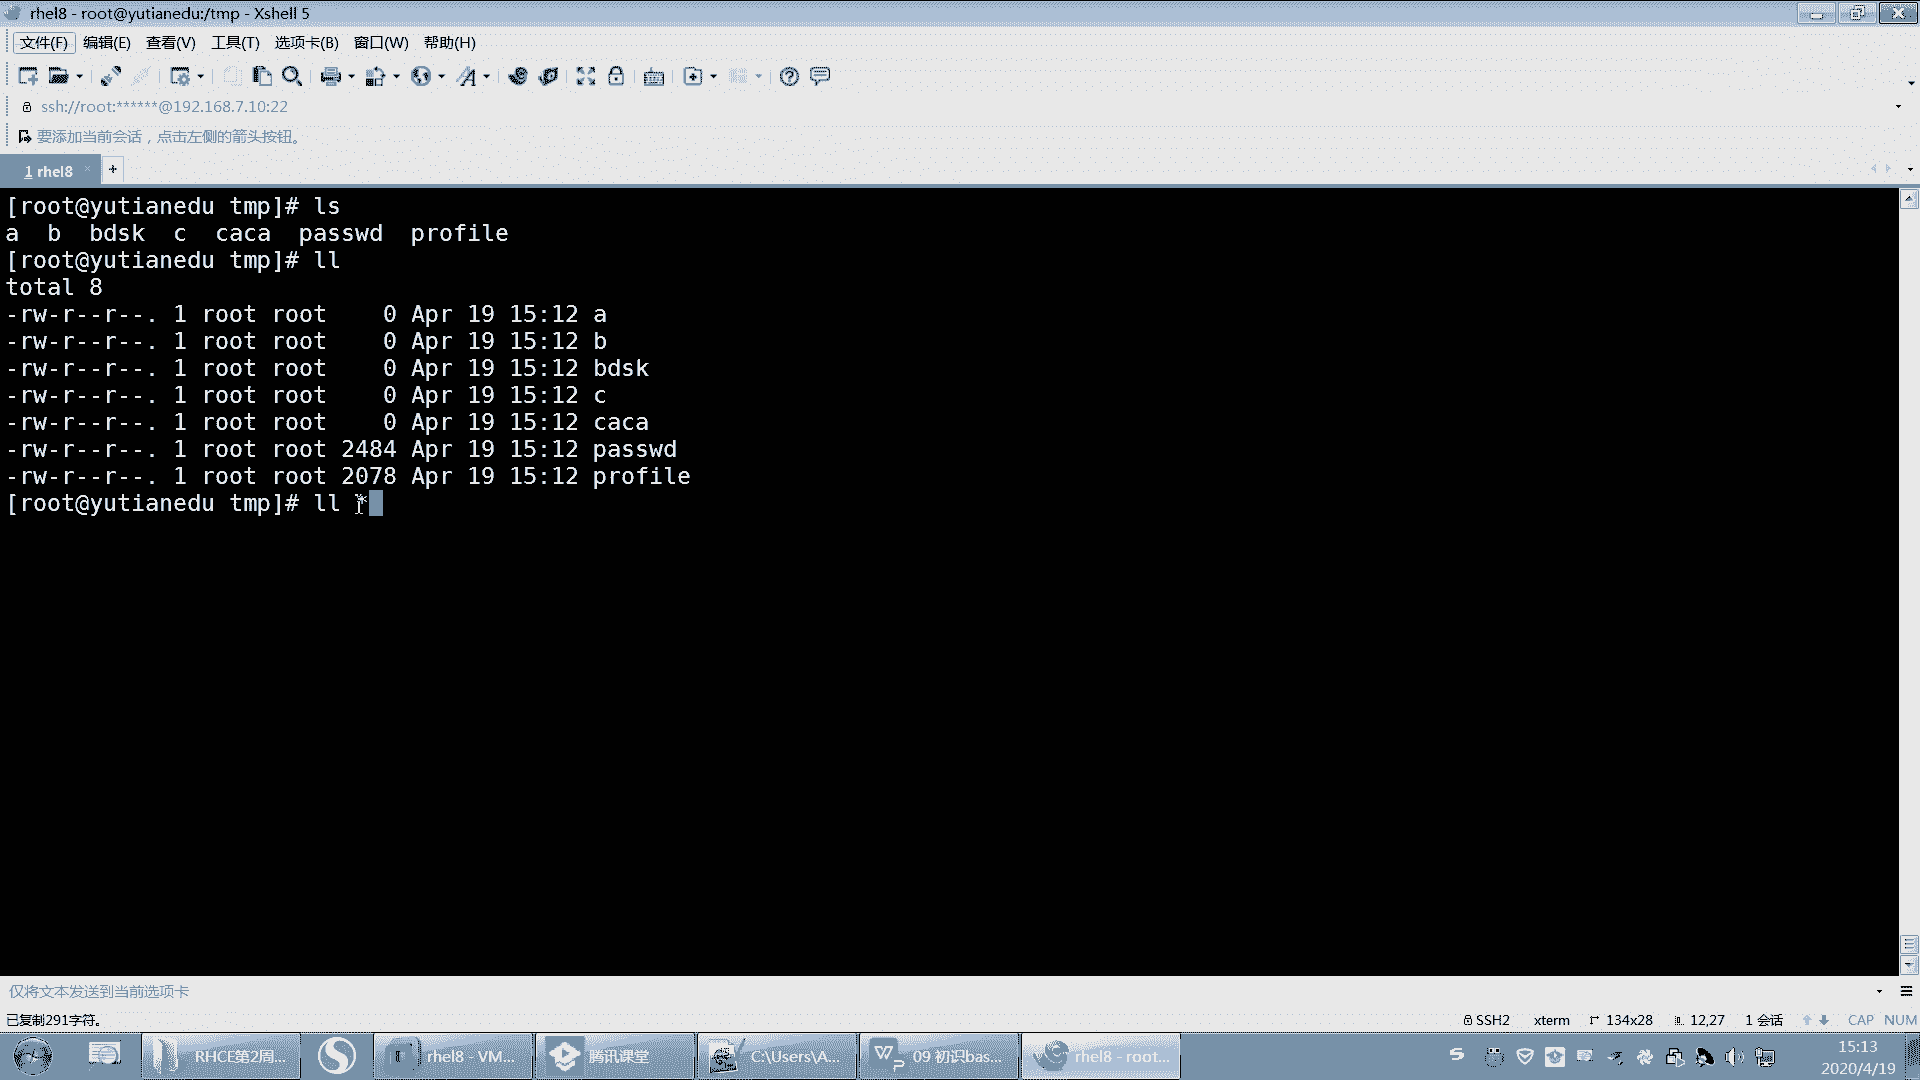 rhel8 - root@yutianedu:/tmp - Xshell 5
文件(F) 编辑(E) 查看(V) 工具(T) 选项卡(B) 窗口(W) 帮助(H)
ssh://root:******@192.168.7.10:22
要添加当前会话，点击左侧的箭头按钮。
1 rhel8 × +
[root@yutianedu tmp]# ls
a  b  bdsk  c  caca  passwd  profile
[root@yutianedu tmp]# ll
total 8
-rw-r--r--. 1 root root    0 Apr 19 15:12 a
-rw-r--r--. 1 root root    0 Apr 19 15:12 b
-rw-r--r--. 1 root root    0 Apr 19 15:12 bdsk
-rw-r--r--. 1 root root    0 Apr 19 15:12 c
-rw-r--r--. 1 root root    0 Apr 19 15:12 caca
-rw-r--r--. 1 root root 2484 Apr 19 15:12 passwd
-rw-r--r--. 1 root root 2078 Apr 19 15:12 profile
[root@yutianedu tmp]# ll *
仅将文本发送到当前选项卡
已复制291字符。 SSH2 xterm 134x28 12,27 1 会话 CAP NUM
RHCE第2周... rhel8 - VM... 腾讯课堂 C:\Users\A... 09 初识bas... rhel8 - root... 15:13
2020/4/19